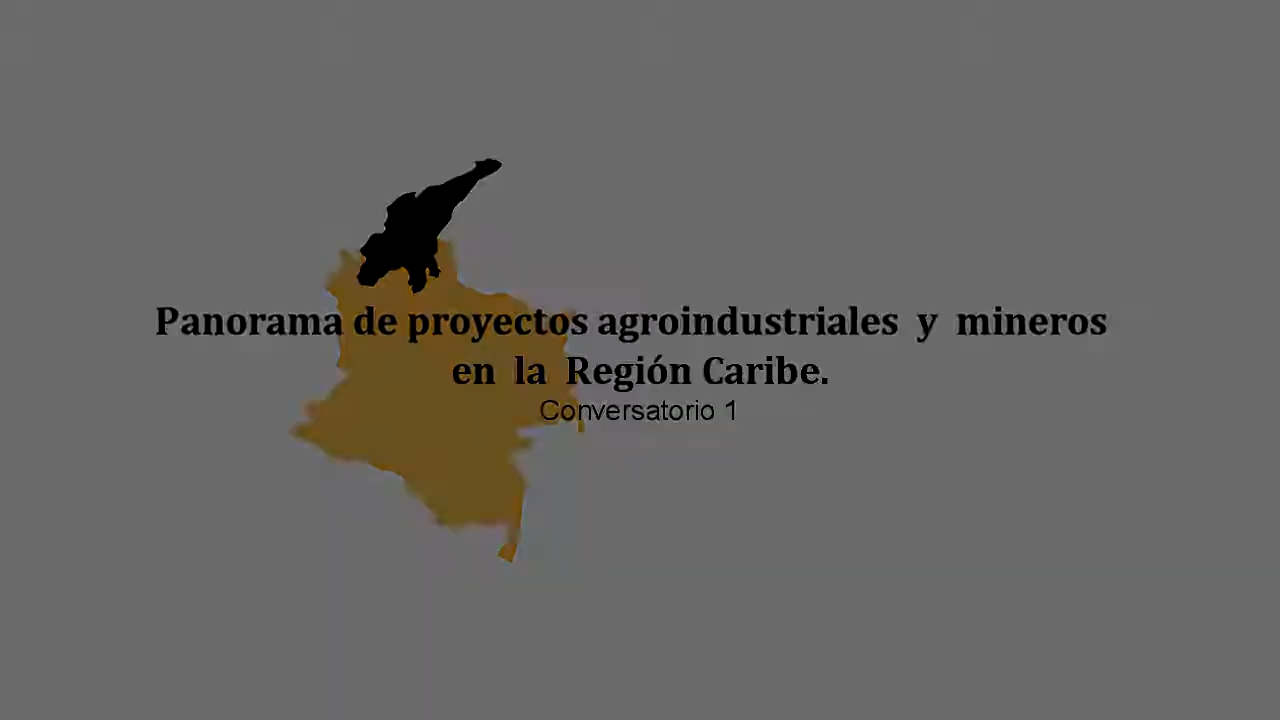 Panorama de proyectos agroindustriales y mineros
en la Región Caribe.
Conversatorio 1